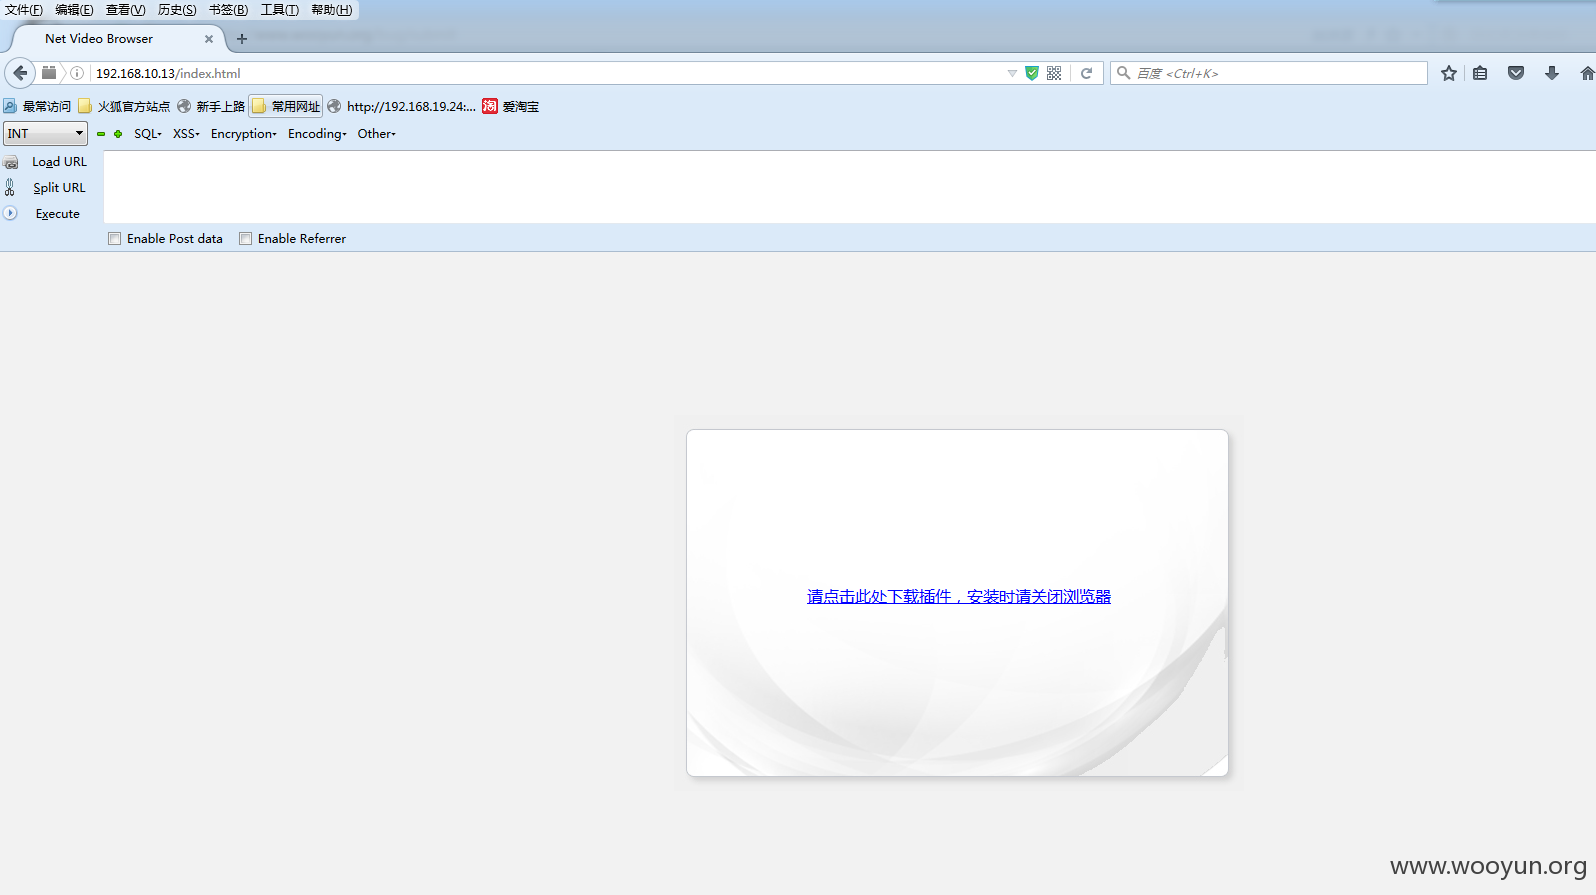 文件(F) 编辑(E) 查看(V) 历史(S) 书签(B) 工具(T) 帮助(H)
Net Video Browser
192.168.10.13/index.html
百度 <Ctrl+K>
最常访问 火狐官方站点 新手上路 常用网址 http://192.168.19.24:... 淘 爱淘宝
INT SQL XSS Encryption Encoding Other
Load URL
Split URL
Execute
Enable Post data Enable Referrer
请点击此处下载插件，安装时请关闭浏览器
www.wooyun.org